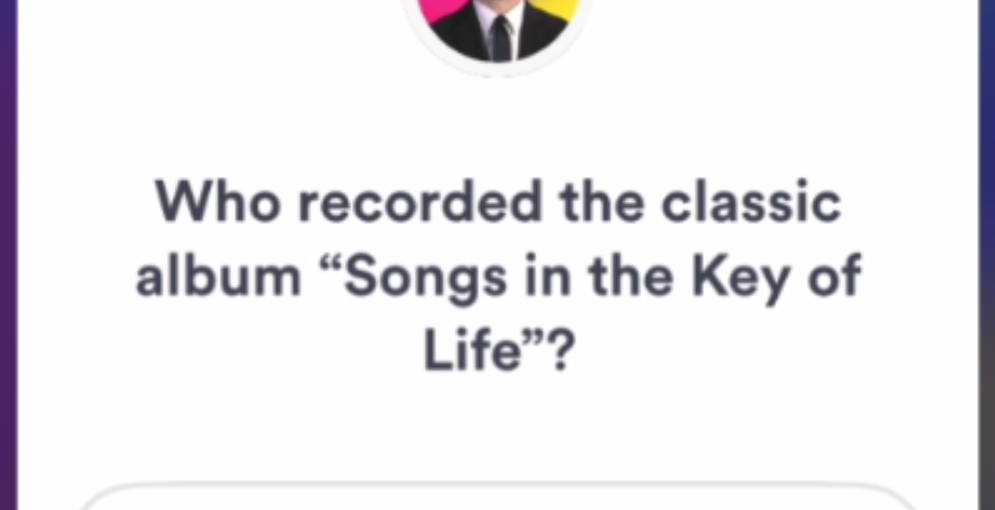 Who recorded the classic
album “Songs in the Key of
Life”?